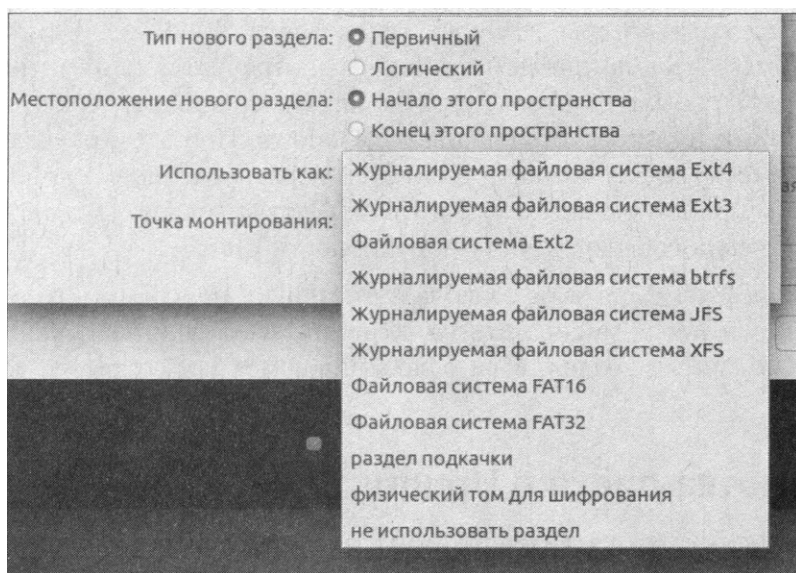 Тип нового раздела: Первичный
Логический
Местоположение нового раздела: Начало этого пространства
Конец этого пространства
Использовать как: Журналируемая файловая система Ext4
Журналируемая файловая система Ext3
Точка монтирования:
Файловая система Ext2
Журналируемая файловая система btrfs
Журналируемая файловая система JFS
Журналируемая файловая система XFS
Файловая система FAT16
Файловая система FAT32
раздел подкачки
физический том для шифрования
не использовать раздел